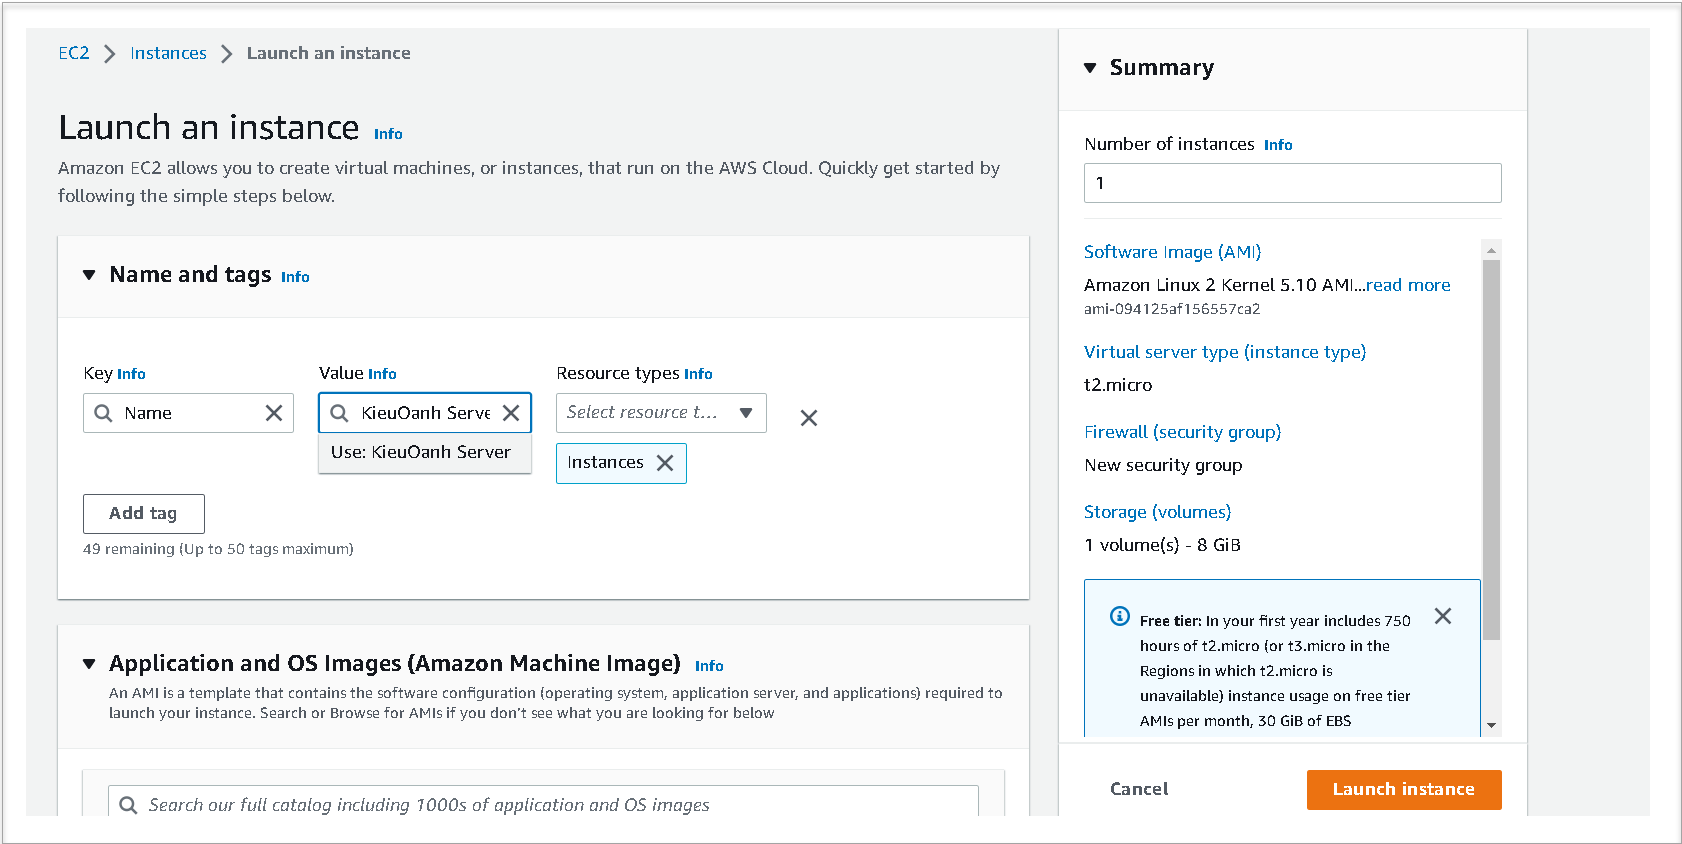 EC2 > Instances > Launch an instance
Launch an instance Info
Amazon EC2 allows you to create virtual machines, or instances, that run on the AWS Cloud. Quickly get started by
following the simple steps below.
Name and tags Info
Key Info
Value Info
Resource types Info
Name
KieuOanh Serve
Select resource t...
Use: KieuOanh Server
Instances
Add tag
49 remaining (Up to 50 tags maximum)
Application and OS Images (Amazon Machine Image) Info
An AMI is a template that contains the software configuration (operating system, application server, and applications) required to
launch your instance. Search or Browse for AMIs if you don't see what you are looking for below
Search our full catalog including 1000s of application and OS images
Summary
Number of instances Info
1
Software Image (AMI)
Amazon Linux 2 Kernel 5.10 AMI...read more
ami-094125af156557ca2
Virtual server type (instance type)
t2.micro
Firewall (security group)
New security group
Storage (volumes)
1 volume(s) - 8 GiB
Free tier: In your first year includes 750
hours of t2.micro (or t3.micro in the
Regions in which t2.micro is
unavailable) instance usage on free tier
AMIs per month, 30 GiB of EBS
Cancel
Launch instance